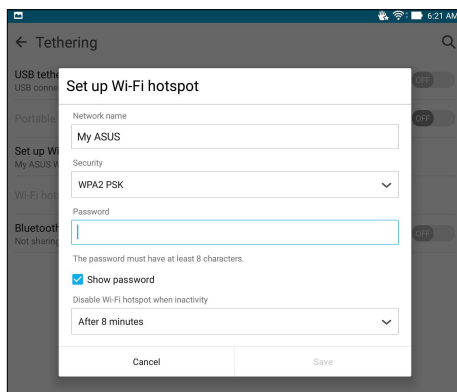 6:21 AM
Tethering
USB tethe
USB conne
OFF
Portable
OFF
Set up Wi
My ASUS W
Wi-Fi hot
Bluetooth
Not sharing
OFF
Set up Wi-Fi hotspot
Network name
My ASUS
Security
WPA2 PSK
Password
The password must have at least 8 characters.
Show password
Disable Wi-Fi hotspot when inactivity
After 8 minutes
Cancel
Save